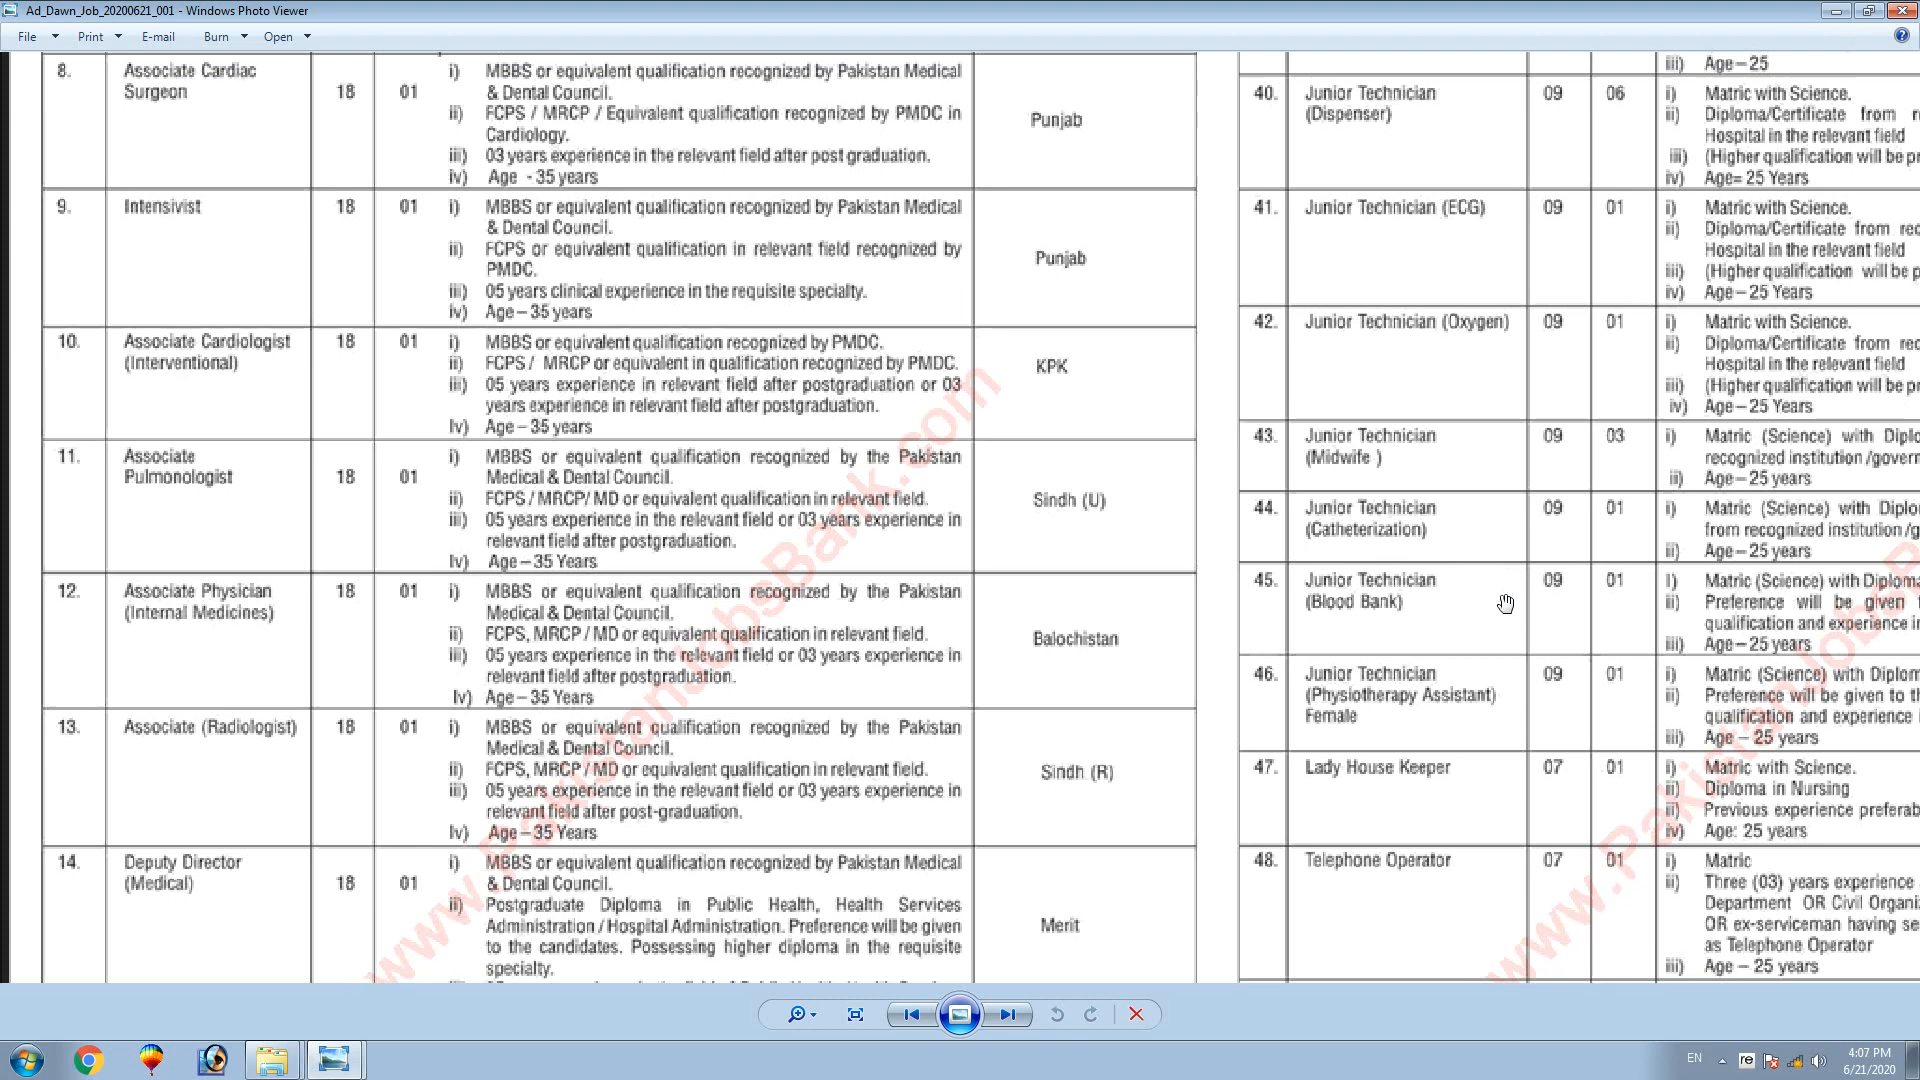 Ad_Dawn_Job_20200621_001 - Windows Photo Viewer
File Print E-mail Burn Open
8. Associate Cardiac Surgeon 18 01
i) MBBS or equivalent qualification recognized by Pakistan Medical
& Dental Council.
ii) FCPS / MRCP / Equivalent qualification recognized by PMDC in
Cardiology.
iii) 03 years experience in the relevant field after post graduation.
iv) Age - 35 years
Punjab
9. Intensivist 18 01
i) MBBS or equivalent qualification recognized by Pakistan Medical
& Dental Council.
ii) FCPS or equivalent qualification in relevant field recognized by
PMDC.
iii) 05 years clinical experience in the requisite specialty.
iv) Age – 35 years
Punjab
10. Associate Cardiologist (Interventional) 18 01
i) MBBS or equivalent qualification recognized by PMDC.
ii) FCPS / MRCP or equivalent in qualification recognized by PMDC.
iii) 05 years experience in relevant field after postgraduation or 03
years experience in relevant field after postgraduation.
Iv) Age – 35 years
KPK
11. Associate Pulmonologist 18 01
i) MBBS or equivalent qualification recognized by the Pakistan
Medical & Dental Council.
ii) FCPS / MRCP/ MD or equivalent qualification in relevant field.
iii) 05 years experience in the relevant field or 03 years experience in
relevant field after postgraduation.
Iv) Age – 35 Years
Sindh (U)
12. Associate Physician (Internal Medicines) 18 01
i) MBBS or equivalent qualification recognized by the Pakistan
Medical & Dental Council.
ii) FCPS, MRCP / MD or equivalent qualification in relevant field.
iii) 05 years experience in the relevant field or 03 years experience in
relevant field after postgraduation.
Iv) Age – 35 Years
Balochistan
13. Associate (Radiologist) 18 01
i) MBBS or equivalent qualification recognized by the Pakistan
Medical & Dental Council.
ii) FCPS, MRCP / MD or equivalent qualification in relevant field.
iii) 05 years experience in the relevant field or 03 years experience in
relevant field after post-graduation.
Iv) Age – 35 Years
Sindh (R)
14. Deputy Director (Medical) 18 01
i) MBBS or equivalent qualification recognized by Pakistan Medical
& Dental Council.
ii) Postgraduate Diploma in Public Health, Health Services
Administration / Hospital Administration. Preference will be given
to the candidates. Possessing higher diploma in the requisite
specialty.
Merit
iii) Age – 25
40. Junior Technician (Dispenser) 09 06
i) Matric with Science.
ii) Diploma/Certificate from
Hospital in the relevant field
iii) (Higher qualification will be
iv) Age= 25 Years
41. Junior Technician (ECG) 09 01
i) Matric with Science.
ii) Diploma/Certificate from
Hospital in the relevant field
iii) (Higher qualification will be
iv) Age – 25 Years
42. Junior Technician (Oxygen) 09 01
i) Matric with Science.
ii) Diploma/Certificate from
Hospital in the relevant field
iii) (Higher qualification will be
iv) Age – 25 Years
43. Junior Technician (Midwife ) 09 03
i) Matric (Science) with
recognized institution /
ii) Age – 25 years
44. Junior Technician (Catheterization) 09 01
i) Matric (Science) with
from recognized institution /
ii) Age – 25 years
45. Junior Technician (Blood Bank) 09 01
I) Matric (Science) with Diploma
ii) Preference will be given
qualification and experience
iii) Age – 25 years
46. Junior Technician (Physiotherapy Assistant) Female 09 01
i) Matric (Science) with
ii) Preference will be given to
qualification and experience
iii) Age – 25 years
47. Lady House Keeper 07 01
i) Matric with Science.
ii) Diploma in Nursing
ii) Previous experience
iv) Age: 25 years
48. Telephone Operator 07 01
i) Matric
ii) Three (03) years experience
Department OR Civil
OR ex-serviceman having
as Telephone Operator
iii) Age – 25 years
www.PakistanJobsBank.com
www.PakistanJobs
EN
4:07 PM
6/21/2020